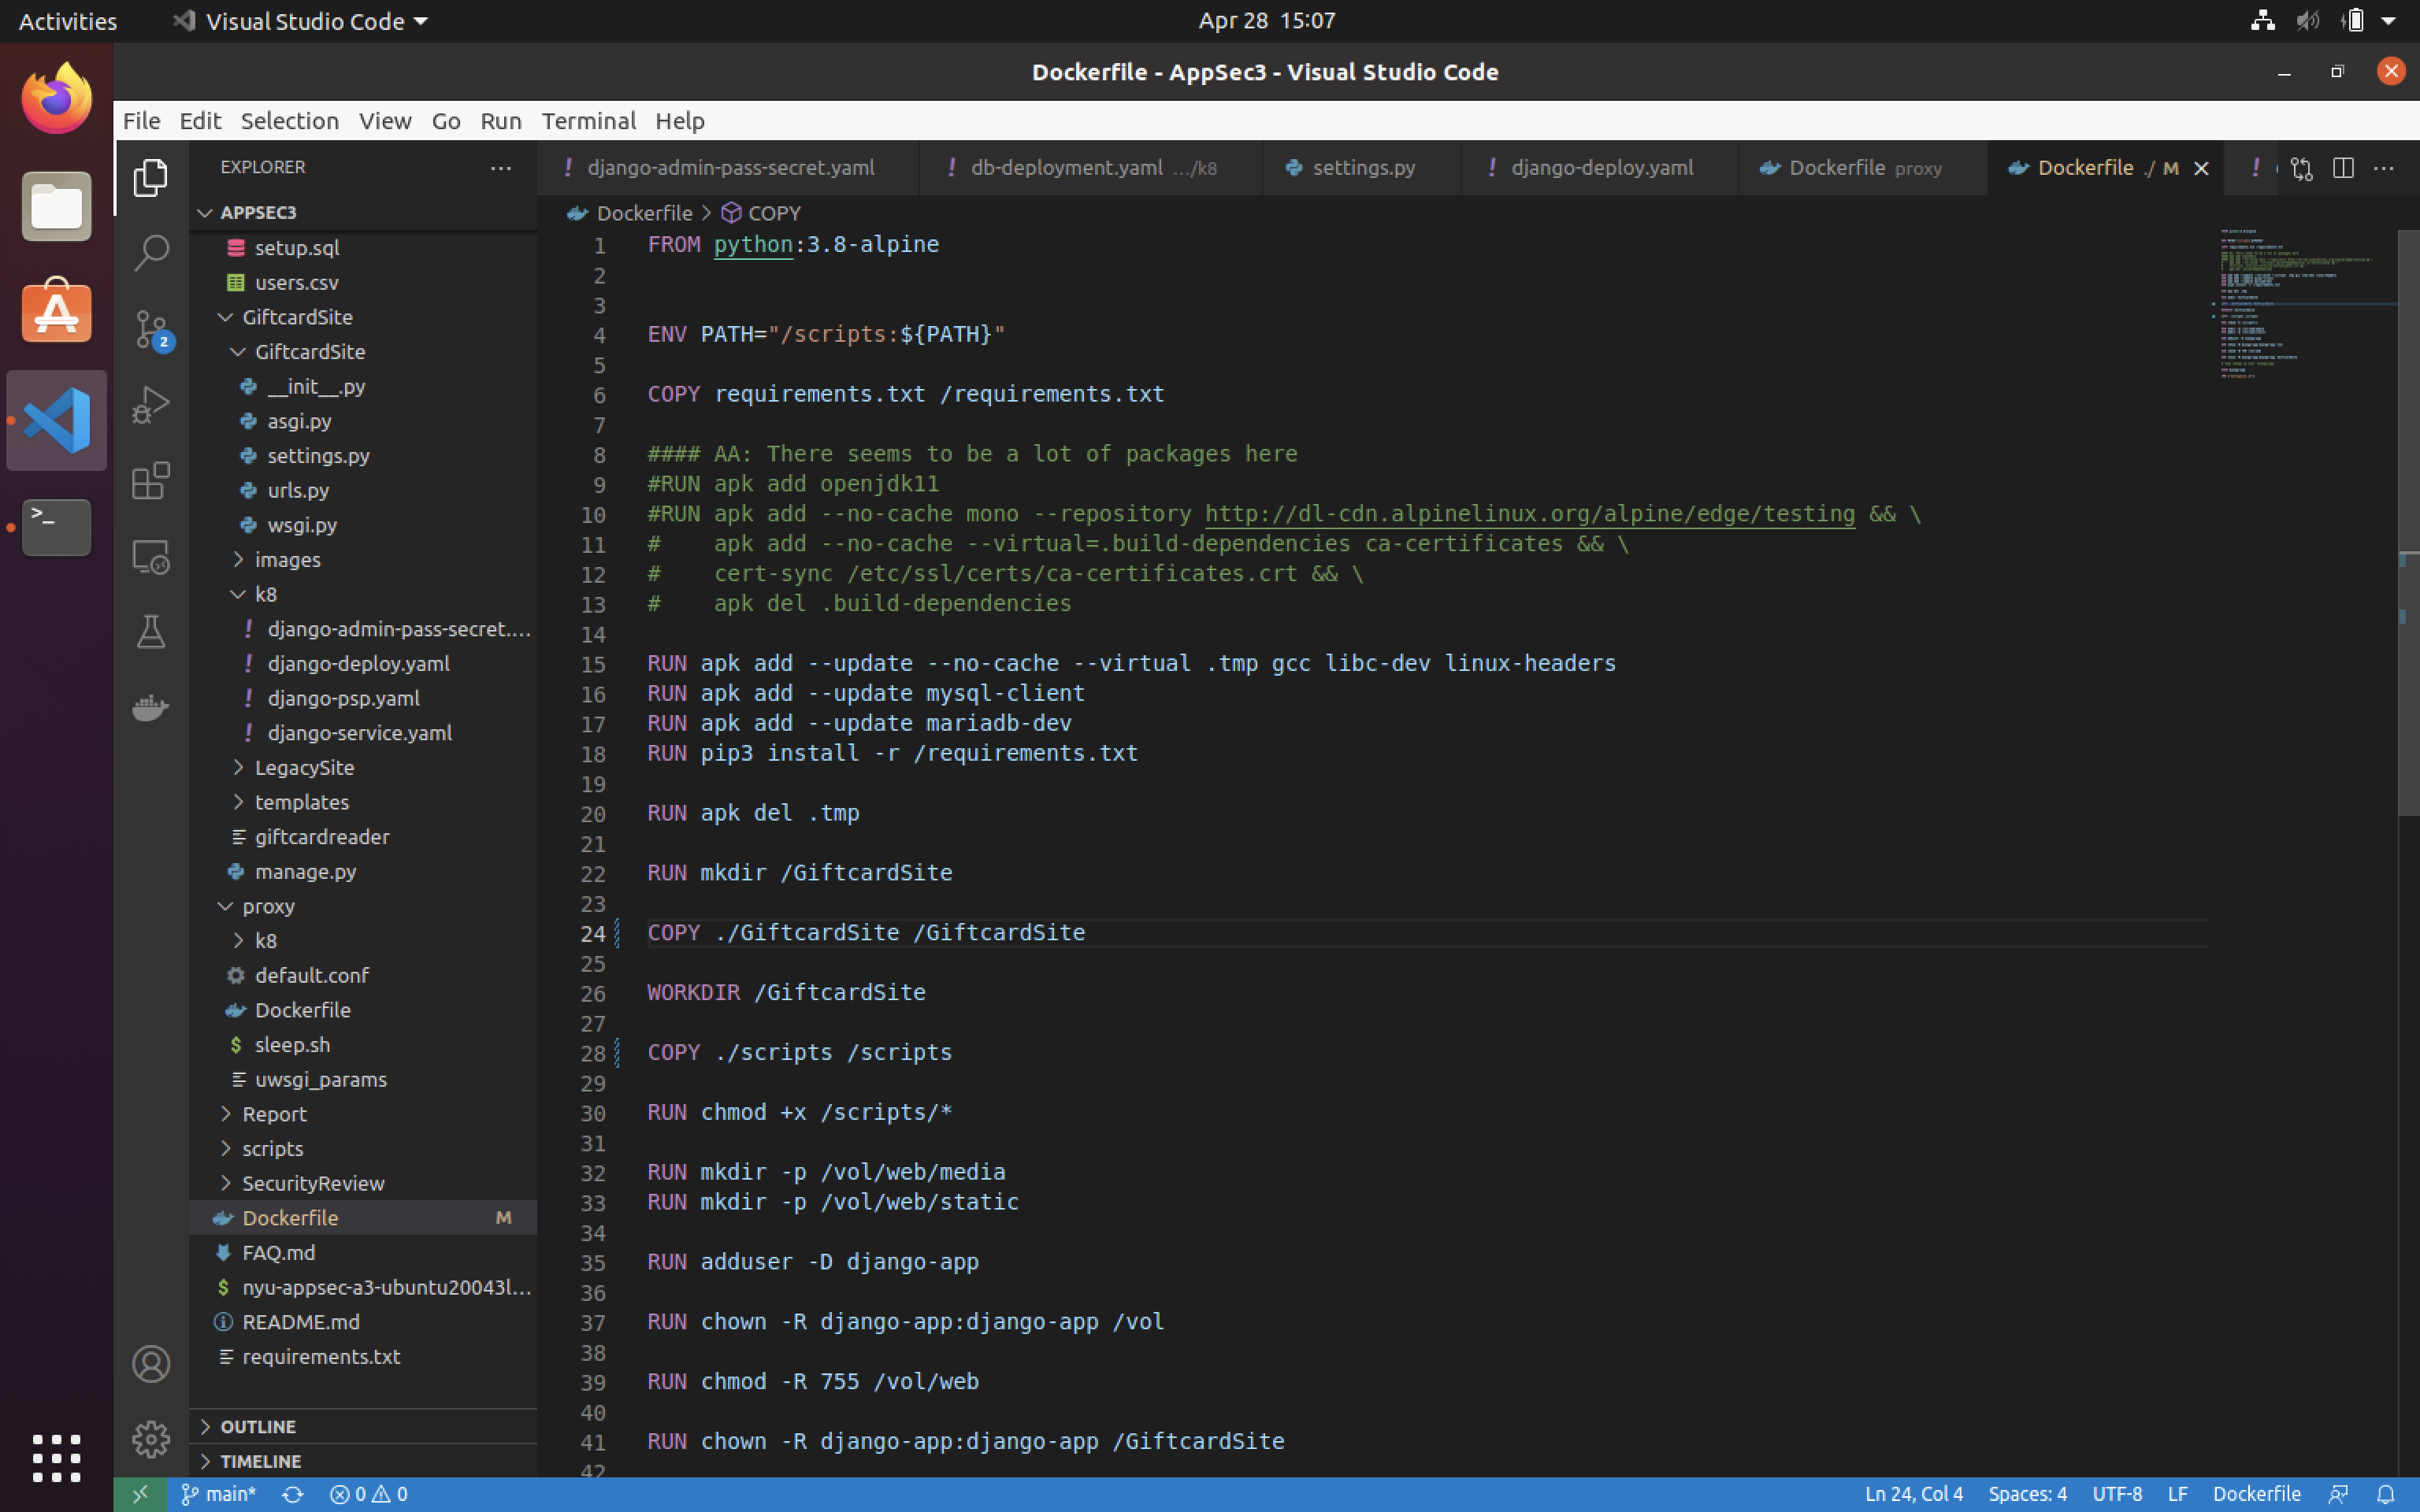 Activities
Visual Studio Code
Apr 28 15:07
Dockerfile - AppSec3 - Visual Studio Code
File Edit Selection View Go Run Terminal Help
EXPLORER
django-admin-pass-secret.yaml
db-deployment.yaml .../k8
settings.py
django-deploy.yaml
Dockerfile proxy
Dockerfile ./ M
APPSEC3
setup.sql
users.csv
GiftcardSite
GiftcardSite
__init__.py
asgi.py
settings.py
urls.py
wsgi.py
images
k8
django-admin-pass-secret....
django-deploy.yaml
django-psp.yaml
django-service.yaml
LegacySite
templates
giftcardreader
manage.py
proxy
k8
default.conf
Dockerfile
sleep.sh
uwsgi_params
Report
scripts
SecurityReview
Dockerfile M
FAQ.md
nyu-appsec-a3-ubuntu20043l...
README.md
requirements.txt
OUTLINE
TIMELINE
2
Dockerfile > COPY
1 FROM python:3.8-alpine
2
3
4 ENV PATH="/scripts:${PATH}"
5
6 COPY requirements.txt /requirements.txt
7
8 #### AA: There seems to be a lot of packages here
9 #RUN apk add openjdk11
10 #RUN apk add --no-cache mono --repository http://dl-cdn.alpinelinux.org/alpine/edge/testing && \
11 #    apk add --no-cache --virtual=.build-dependencies ca-certificates && \
12 #    cert-sync /etc/ssl/certs/ca-certificates.crt && \
13 #    apk del .build-dependencies
14
15 RUN apk add --update --no-cache --virtual .tmp gcc libc-dev linux-headers
16 RUN apk add --update mysql-client
17 RUN apk add --update mariadb-dev
18 RUN pip3 install -r /requirements.txt
19
20 RUN apk del .tmp
21
22 RUN mkdir /GiftcardSite
23
24 COPY ./GiftcardSite /GiftcardSite
25
26 WORKDIR /GiftcardSite
27
28 COPY ./scripts /scripts
29
30 RUN chmod +x /scripts/*
31
32 RUN mkdir -p /vol/web/media
33 RUN mkdir -p /vol/web/static
34
35 RUN adduser -D django-app
36
37 RUN chown -R django-app:django-app /vol
38
39 RUN chmod -R 755 /vol/web
40
41 RUN chown -R django-app:django-app /GiftcardSite
42
main* 0 0
Ln 24, Col 4 Spaces: 4 UTF-8 LF Dockerfile